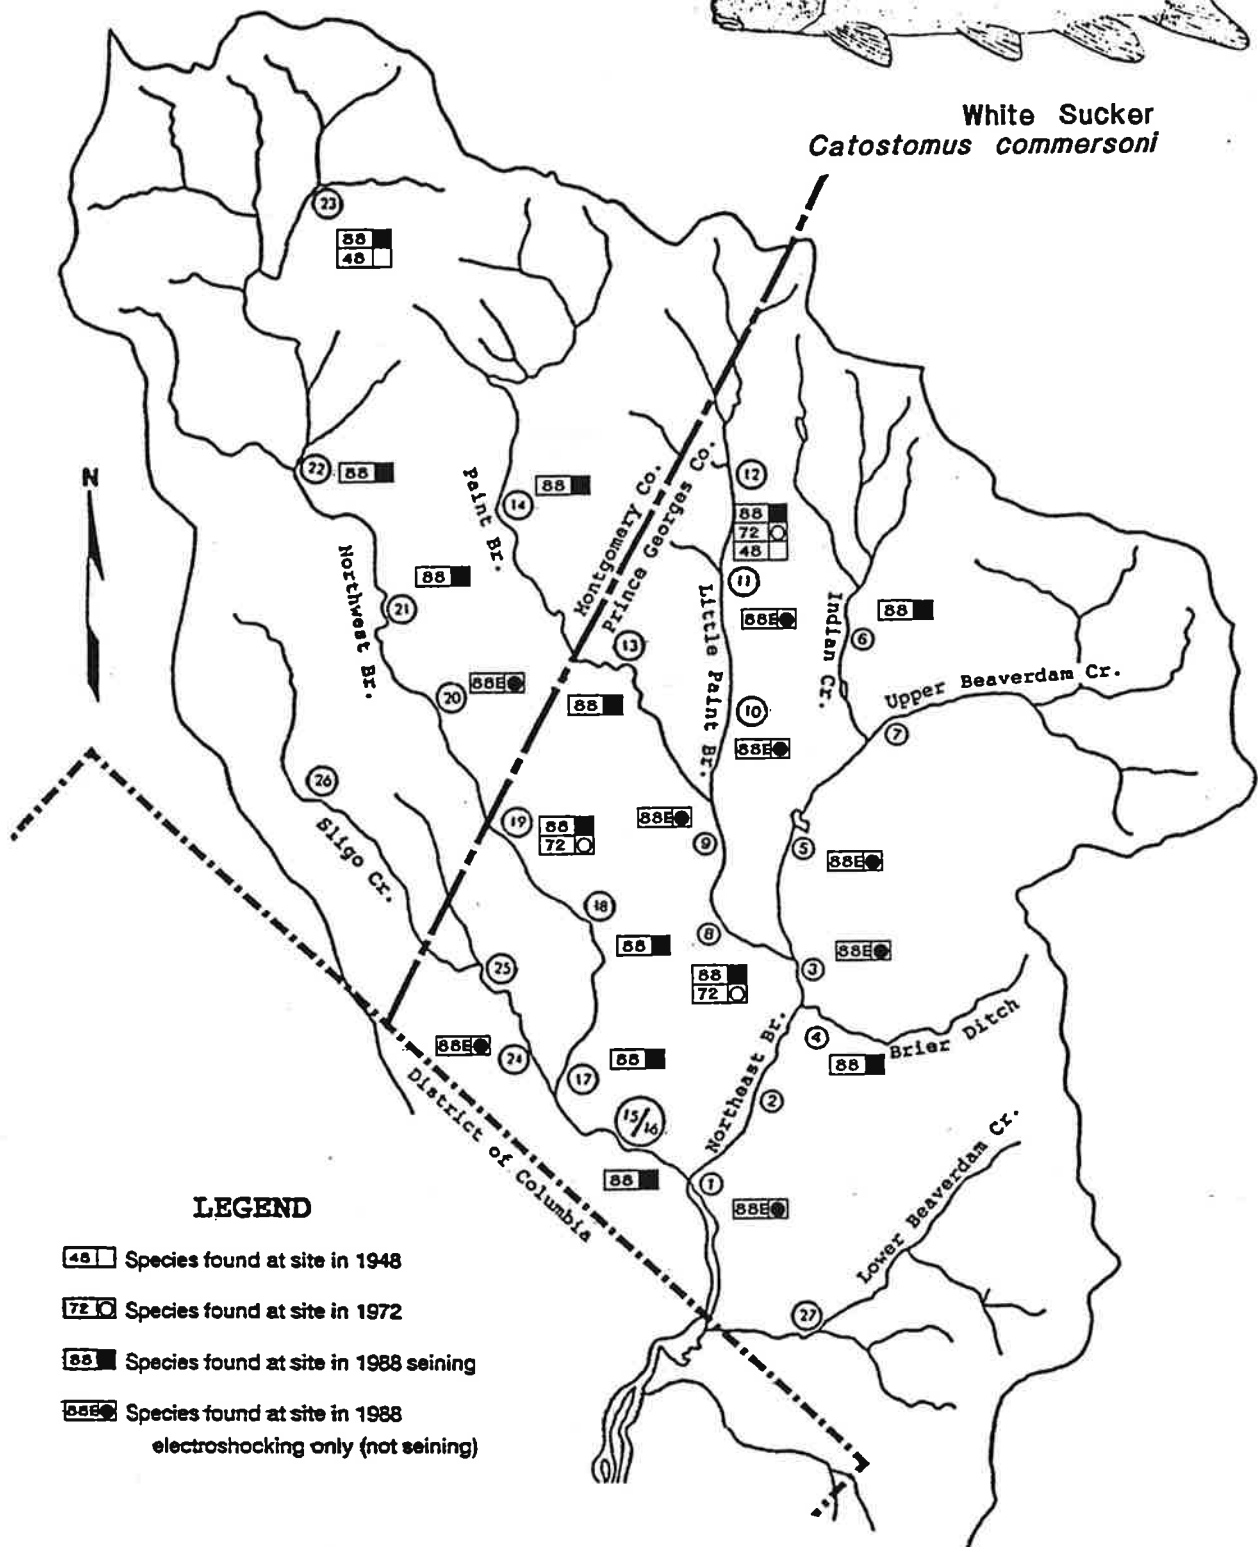 White Sucker
Catostomus commersoni
23
88
48
N
22
88
Paint Br.
14
88
Montgomery Co.
Prince Georges Co.
12
88
72
48
11
88E
Northwest Br.
88
21
Little Paint Br.
Indian Cr.
88
6
13
88
20
88E
10
88E
Upper Beaverdam Cr.
7
26
Sligo Cr.
19
88
72
88E
9
5
88E
18
88
8
88
72
88E
3
25
Northeast Br.
4
Brier Ditch
88
88E
24
88
17
2
District of Columbia
15/16
88
1
88E
Lower Beaverdam Cr.
27
LEGEND
48 Species found at site in 1948
72 Species found at site in 1972
88 Species found at site in 1988 seining
88E Species found at site in 1988
electroshocking only (not seining)